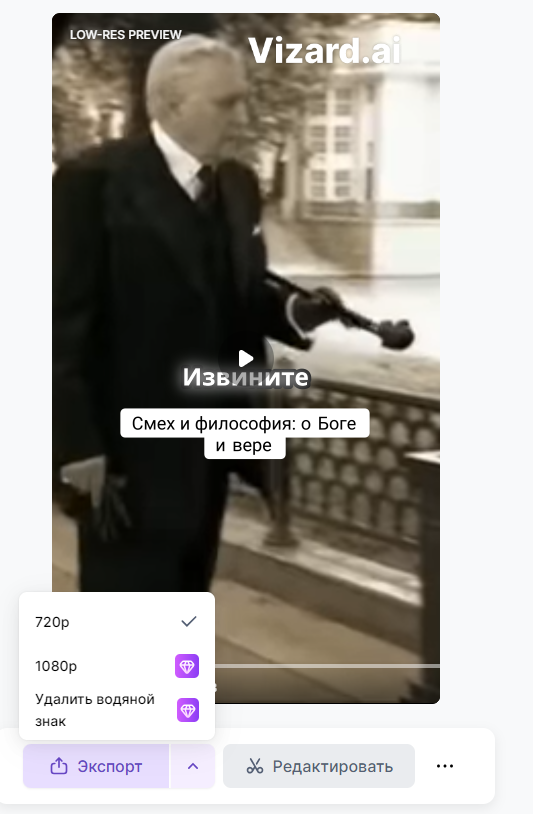 LOW-RES PREVIEW
Vizard.ai
Извините
Смех и философия: о Боге
и вере
720p
1080p
Удалить водяной
знак
Экспорт
Редактировать